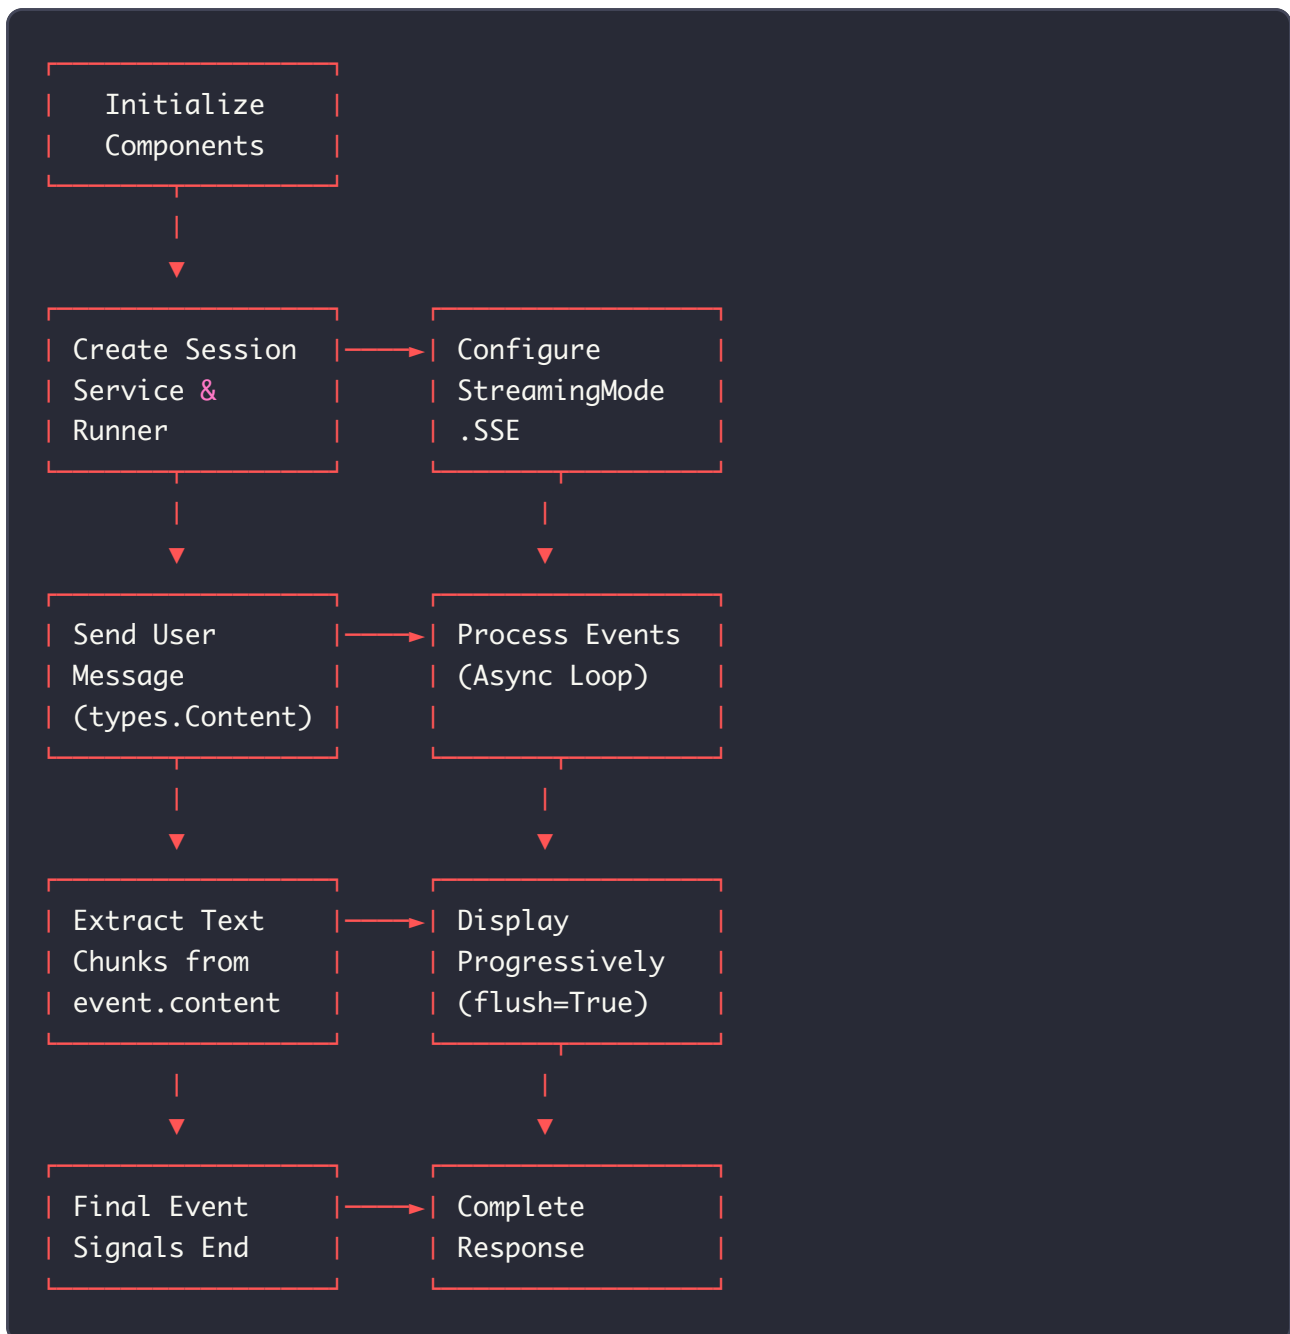 Initialize
Components
Create Session
Service &
Runner
Configure
StreamingMode
.SSE
Send User
Message
(types.Content)
Process Events
(Async Loop)
Extract Text
Chunks from
event.content
Display
Progressively
(flush=True)
Final Event
Signals End
Complete
Response